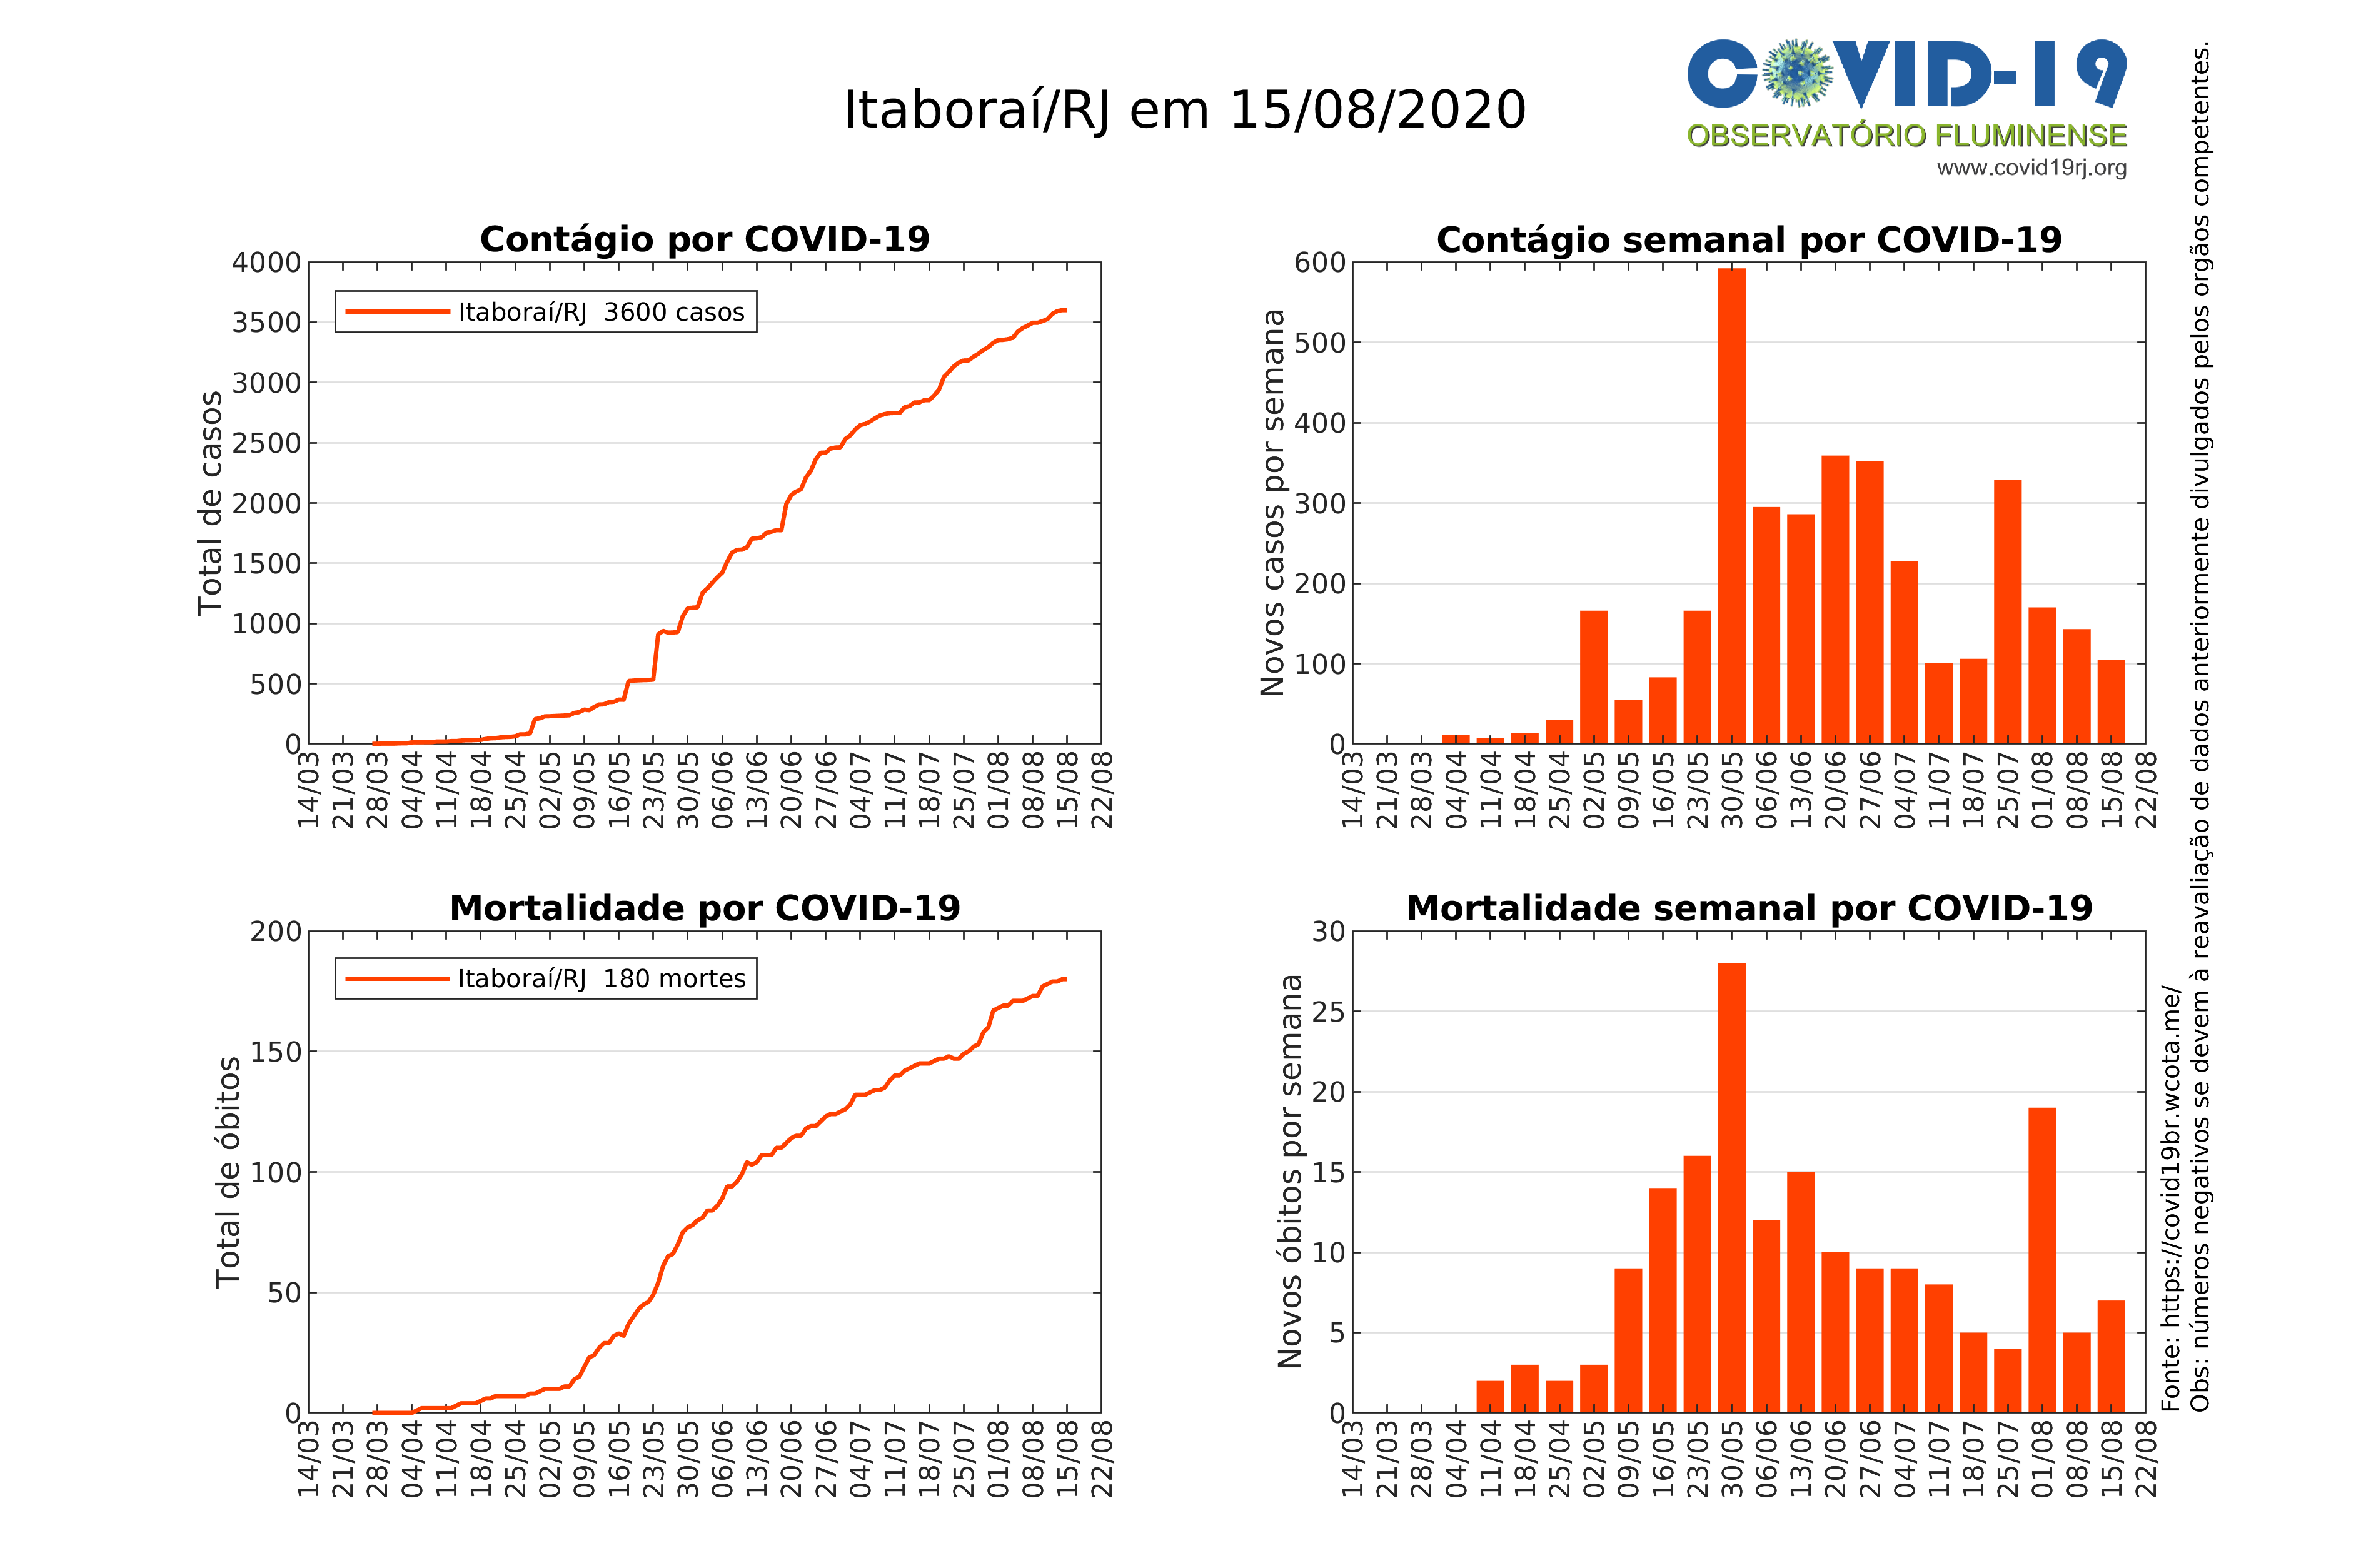 Itaboraí/RJ em 15/08/2020
COVID-19
OBSERVATÓRIO FLUMINENSE
www.covid19rj.org
Contágio por COVID-19
Total de casos
4000
3500
3000
2500
2000
1500
1000
500
0
Itaboraí/RJ 3600 casos
14/03 21/03 28/03 04/04 11/04 18/04 25/04 02/05 09/05 16/05 23/05 30/05 06/06 13/06 20/06 27/06 04/07 11/07 18/07 25/07 01/08 08/08 15/08 22/08
Contágio semanal por COVID-19
Novos casos por semana
600
500
400
300
200
100
0
14/03 21/03 28/03 04/04 11/04 18/04 25/04 02/05 09/05 16/05 23/05 30/05 06/06 13/06 20/06 27/06 04/07 11/07 18/07 25/07 01/08 08/08 15/08 22/08
Mortalidade por COVID-19
Total de óbitos
200
150
100
50
0
Itaboraí/RJ 180 mortes
14/03 21/03 28/03 04/04 11/04 18/04 25/04 02/05 09/05 16/05 23/05 30/05 06/06 13/06 20/06 27/06 04/07 11/07 18/07 25/07 01/08 08/08 15/08 22/08
Mortalidade semanal por COVID-19
Novos óbitos por semana
30
25
20
15
10
5
0
14/03 21/03 28/03 04/04 11/04 18/04 25/04 02/05 09/05 16/05 23/05 30/05 06/06 13/06 20/06 27/06 04/07 11/07 18/07 25/07 01/08 08/08 15/08 22/08
Fonte: https://covid19br.wcota.me/
Obs: números negativos se devem à reavaliação de dados anteriormente divulgados pelos orgãos competentes.